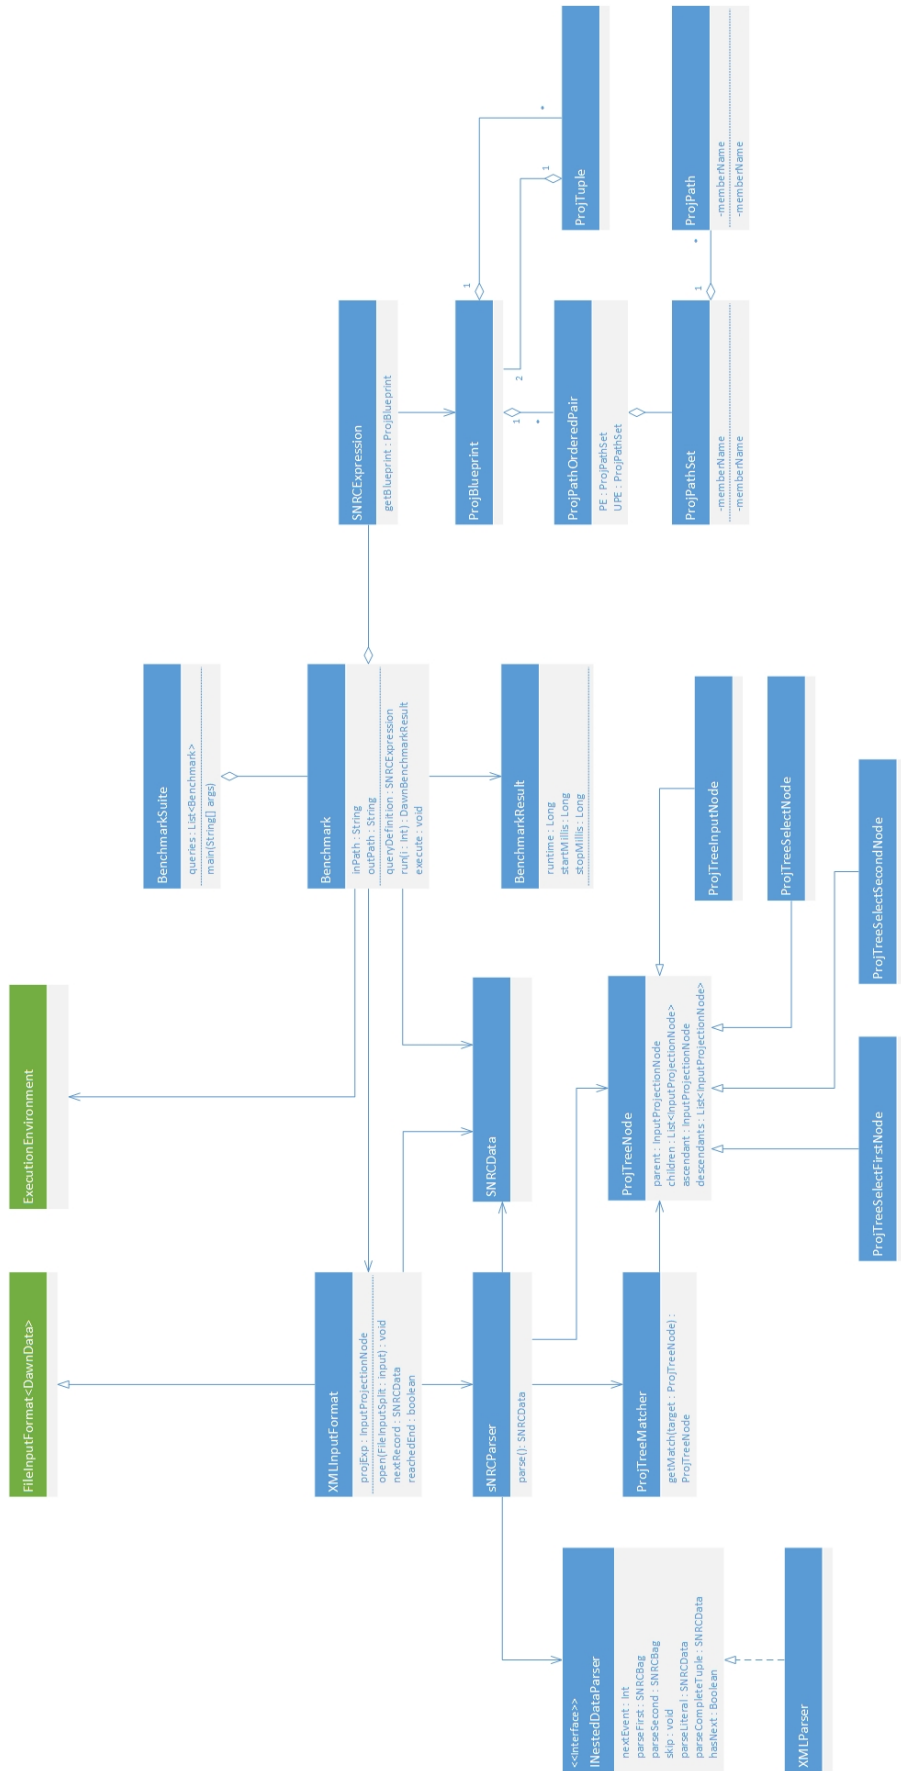 FileInputFormat<DawnData>
ExecutionEnvironment
BenchmarkSuite
queries : List<Benchmark>
main(String[] args)
XMLInputFormat
projExp : InputProjectionNode
open(FileInputSplit : input) : void
nextRecord : SNRCData
reachedEnd : boolean
Benchmark
inPath : String
outPath : String
queryDefinition : SNRCExpression
run(i : Int) : DawnBenchmarkResult
execute : void
SNRCExpression
getBlueprint : ProjBlueprint
sNRCParser
parse(): SNRCData
SNRCData
BenchmarkResult
runtime : Long
startMillis : Long
stopMillis : Long
ProjBlueprint
1
1
2
*
ProjPathOrderedPair
PE : ProjPathSet
UPE : ProjPathSet
*
1
ProjTuple
<<Interface>>
INestedDataParser
nextEvent : Int
parseFirst : SNRCBag
parseSecond : SNRCBag
skip : void
parseLiteral : SNRCData
parseCompleteTuple : SNRCData
hasNext : Boolean
ProjTreeMatcher
getMatch(target : ProjTreeNode) :
ProjTreeNode
ProjTreeNode
parent : InputProjectionNode
children : List<InputProjectionNode>
ascendant : InputProjectionNode
descendants : List<InputProjectionNode>
ProjTreeInputNode
ProjPathSet
-memberName
-memberName
1
*
ProjPath
-memberName
-memberName
XMLParser
ProjTreeSelectNode
ProjTreeSelectFirstNode
ProjTreeSelectSecondNode